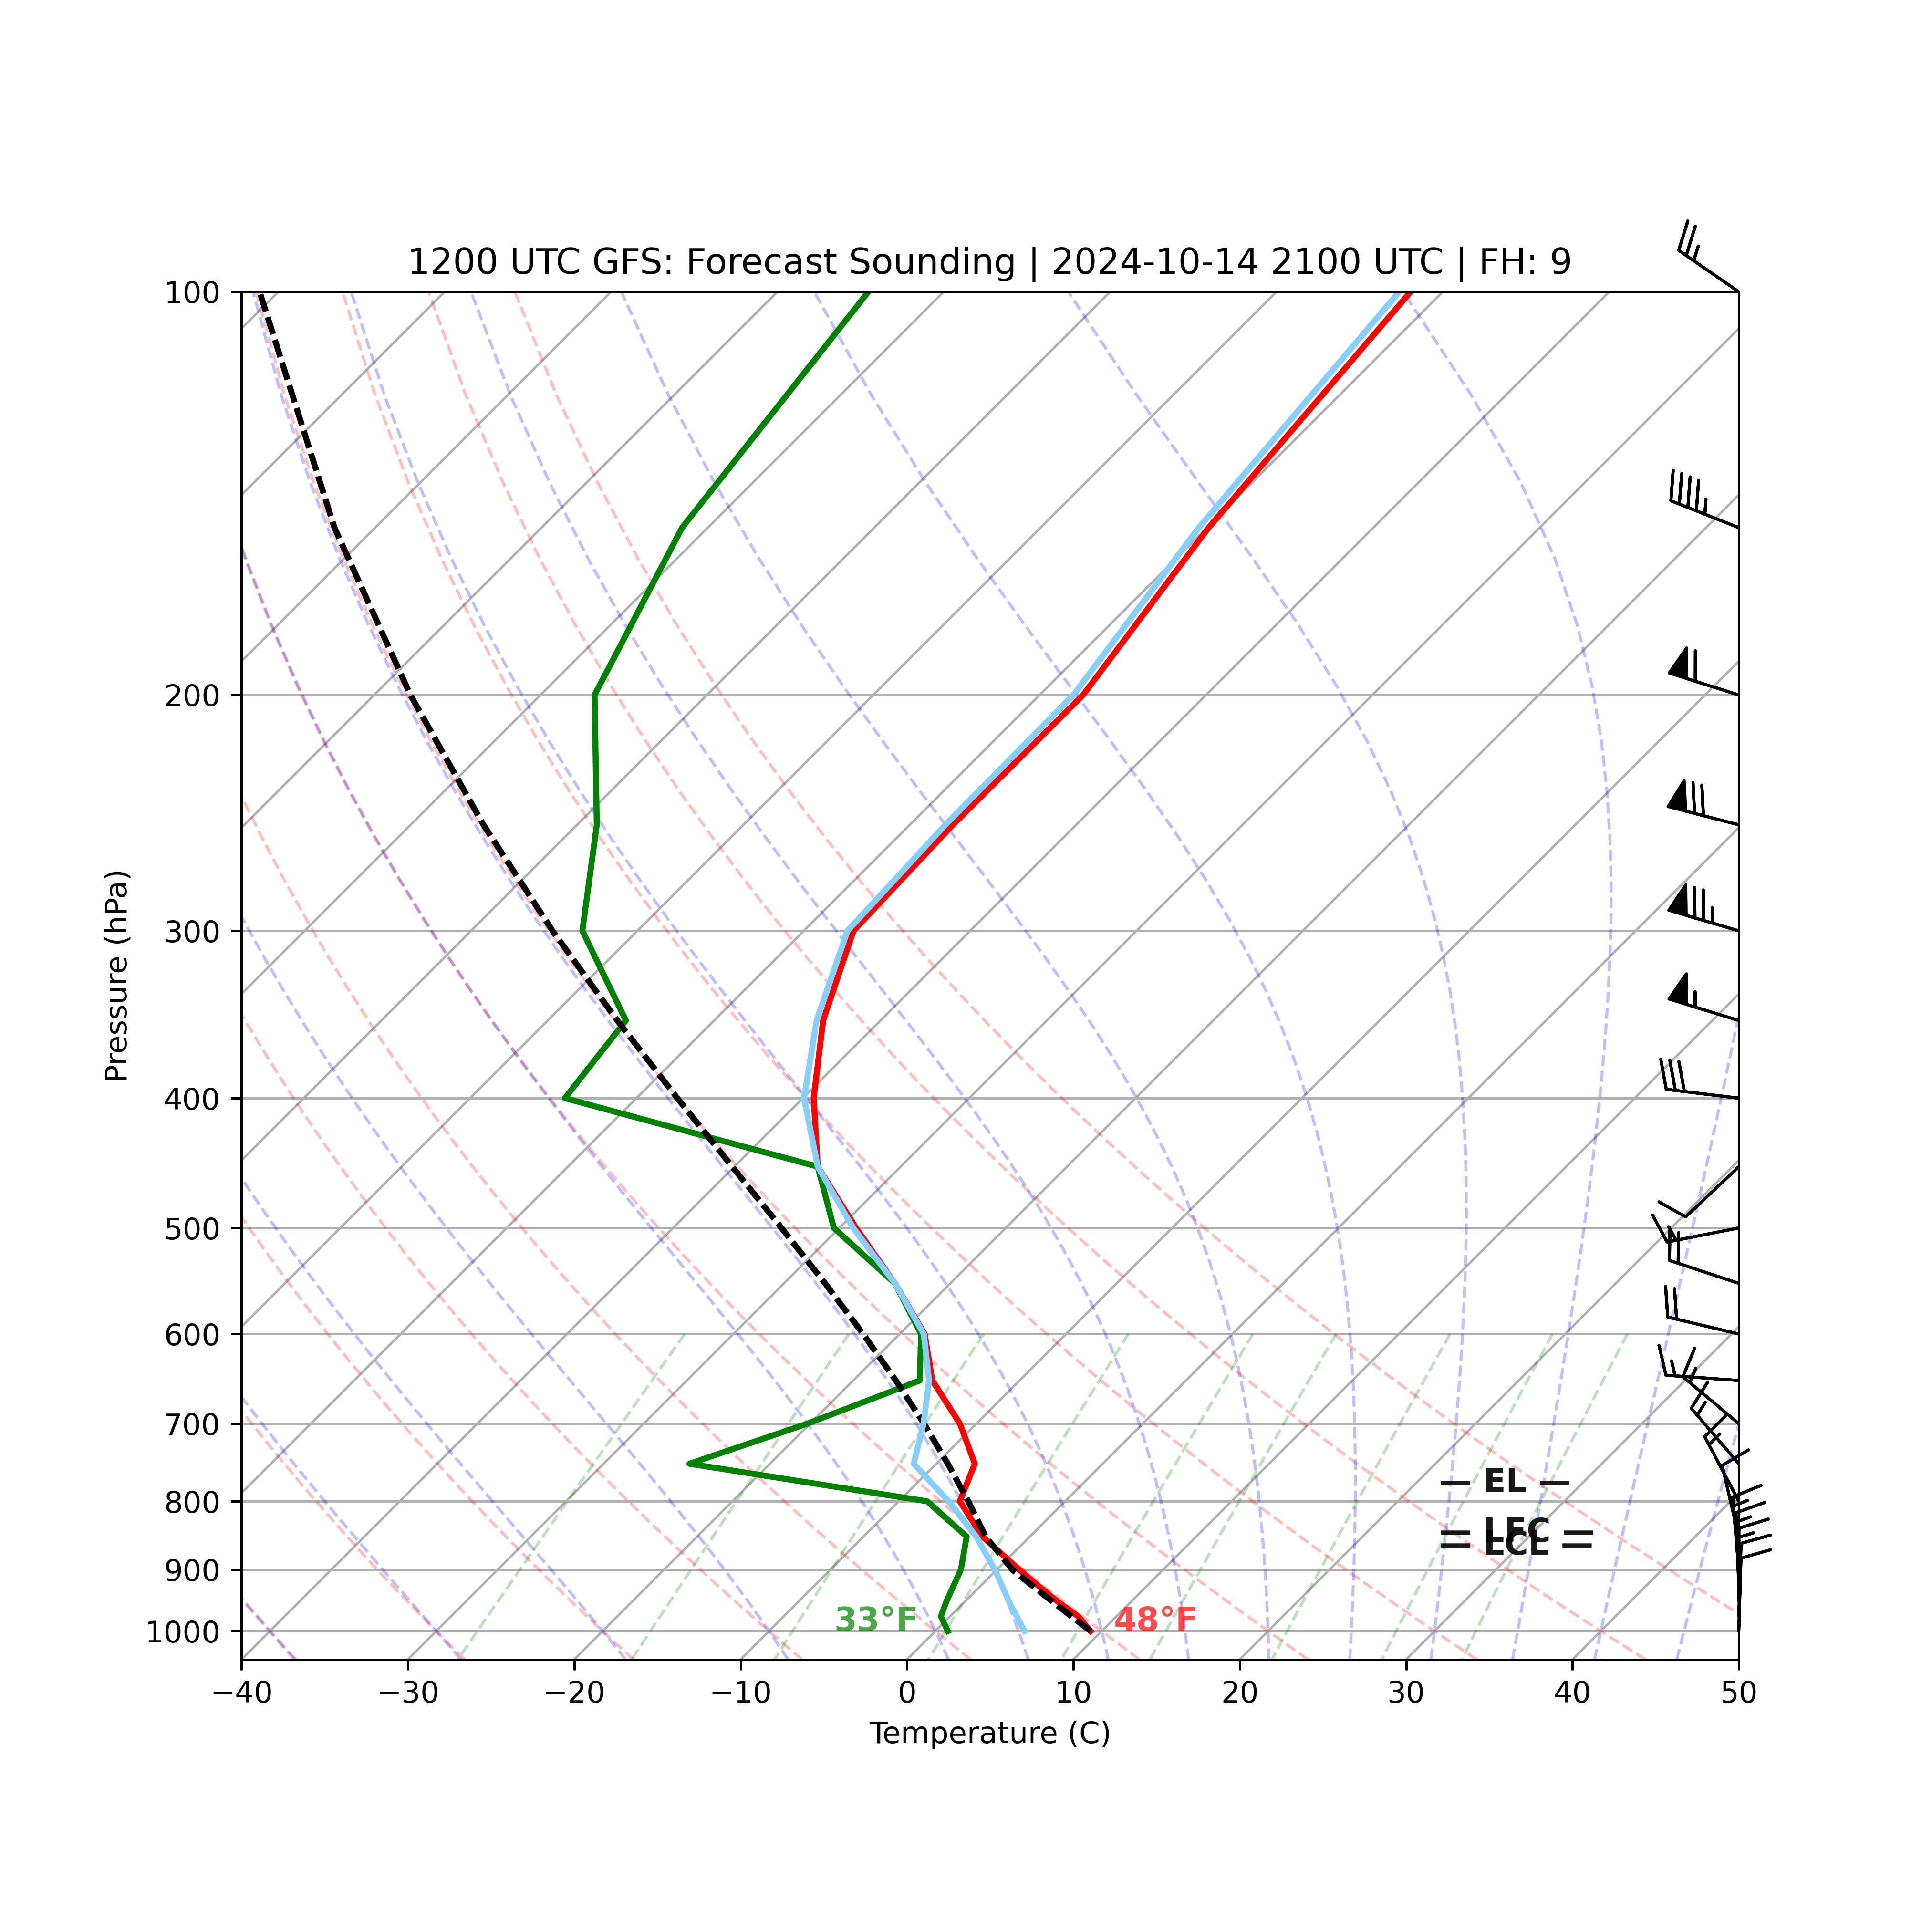 1200 UTC GFS: Forecast Sounding | 2024-10-14 2100 UTC | FH: 9
100
200
300
400
500
600
700
800
900
1000
Pressure (hPa)
— EL —
— LFC —
— LCL —
33°F
48°F
−40 −30 −20 −10 0 10 20 30 40 50
Temperature (C)